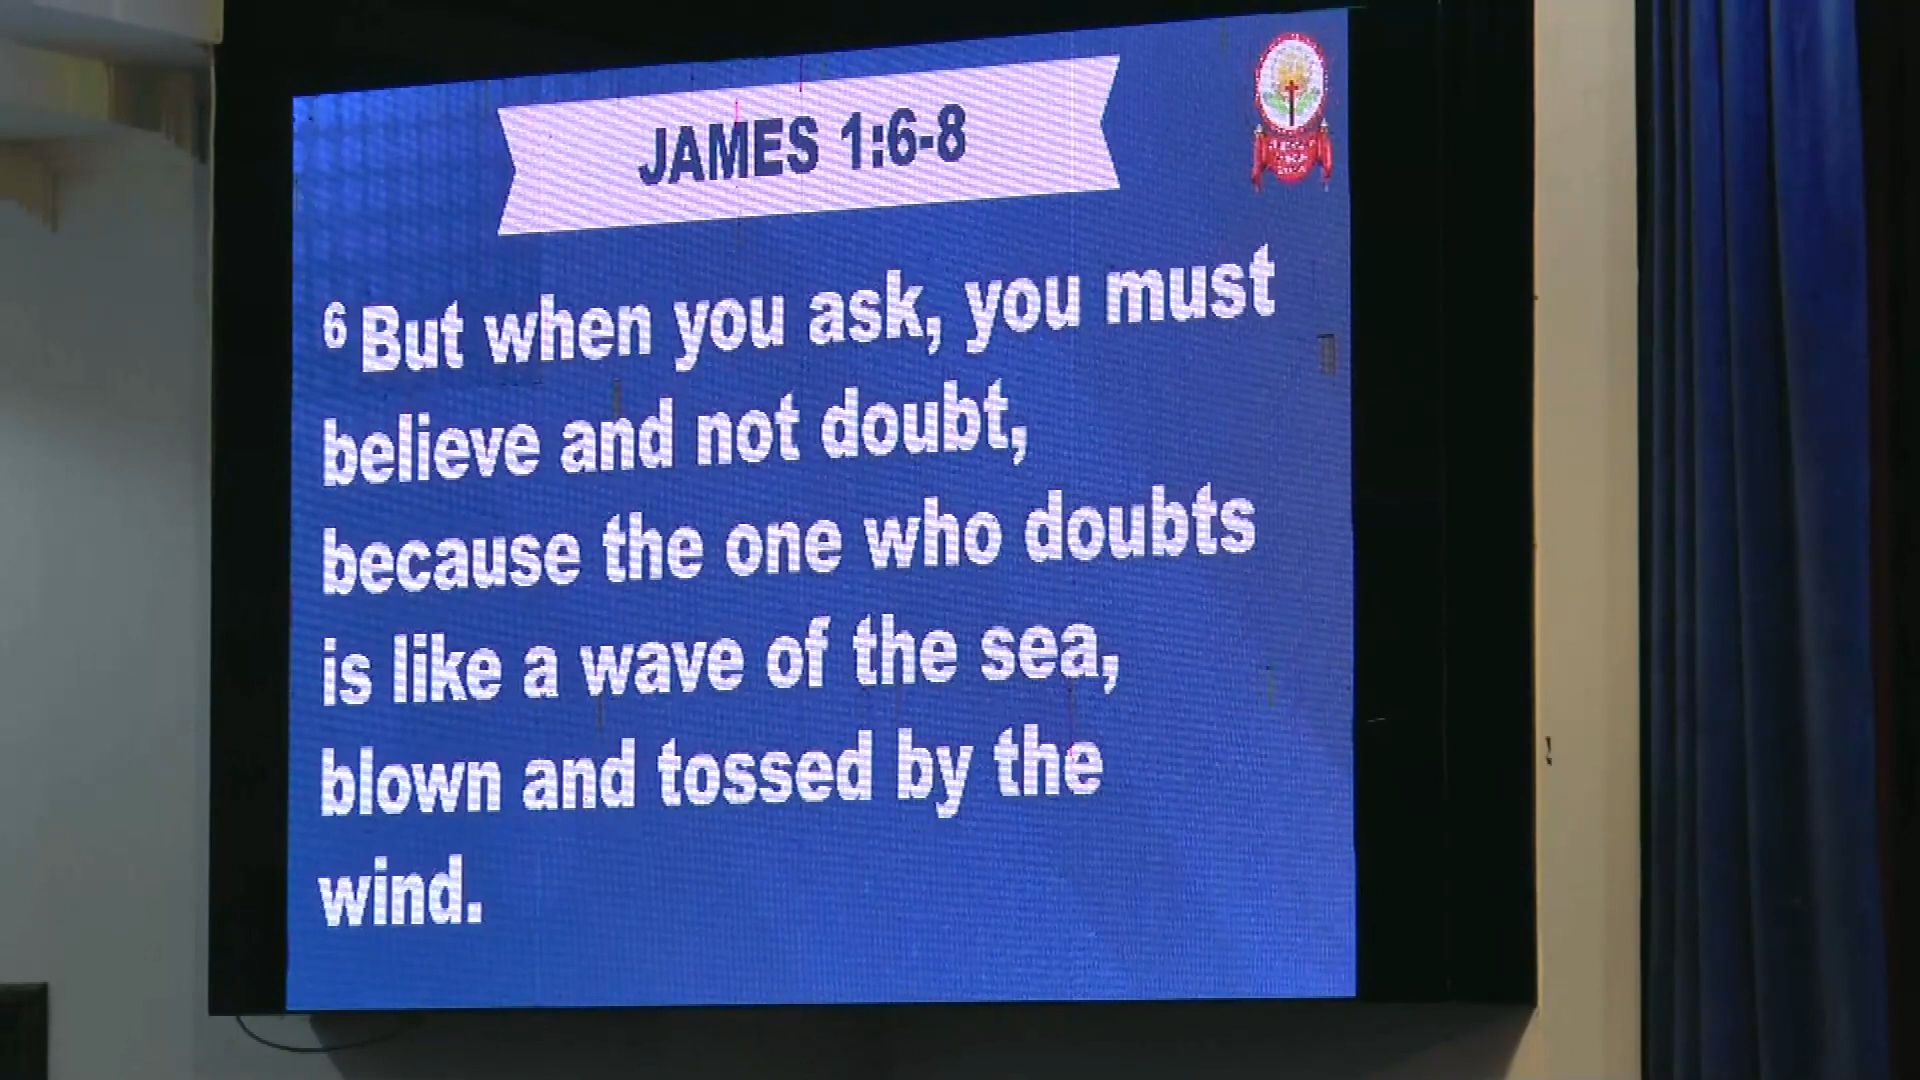 JAMES 1:6-8
6 But when you ask, you must
believe and not doubt,
because the one who doubts
is like a wave of the sea,
blown and tossed by the
wind.